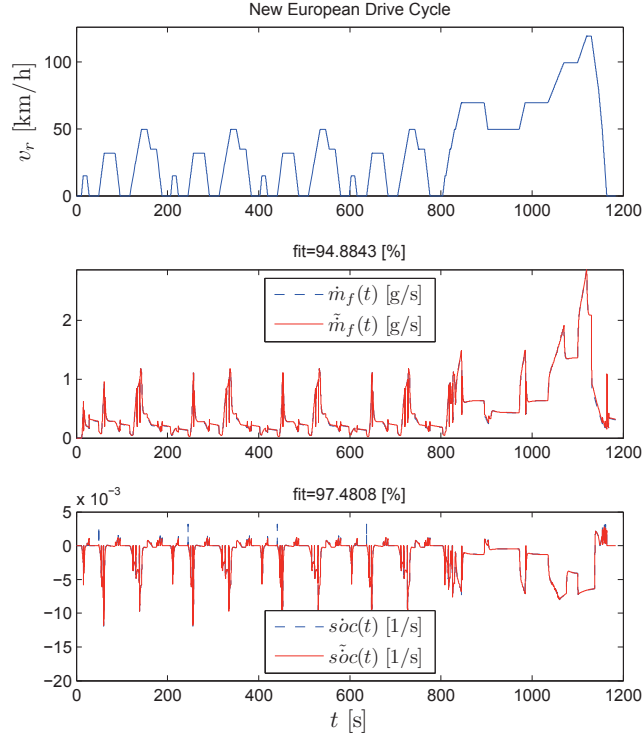 New European Drive Cycle
100
50
0
v_r [km/h]
0 200 400 600 800 1000 1200
fit=94.8843 [%]
2
1
0
ṁ_f(t) [g/s]
ṁ̃_f(t) [g/s]
0 200 400 600 800 1000 1200
fit=97.4808 [%]
x 10⁻³
5
0
−5
−10
−15
−20
sȯc(t) [1/s]
sȯ̃c(t) [1/s]
0 200 400 600 800 1000 1200
t [s]